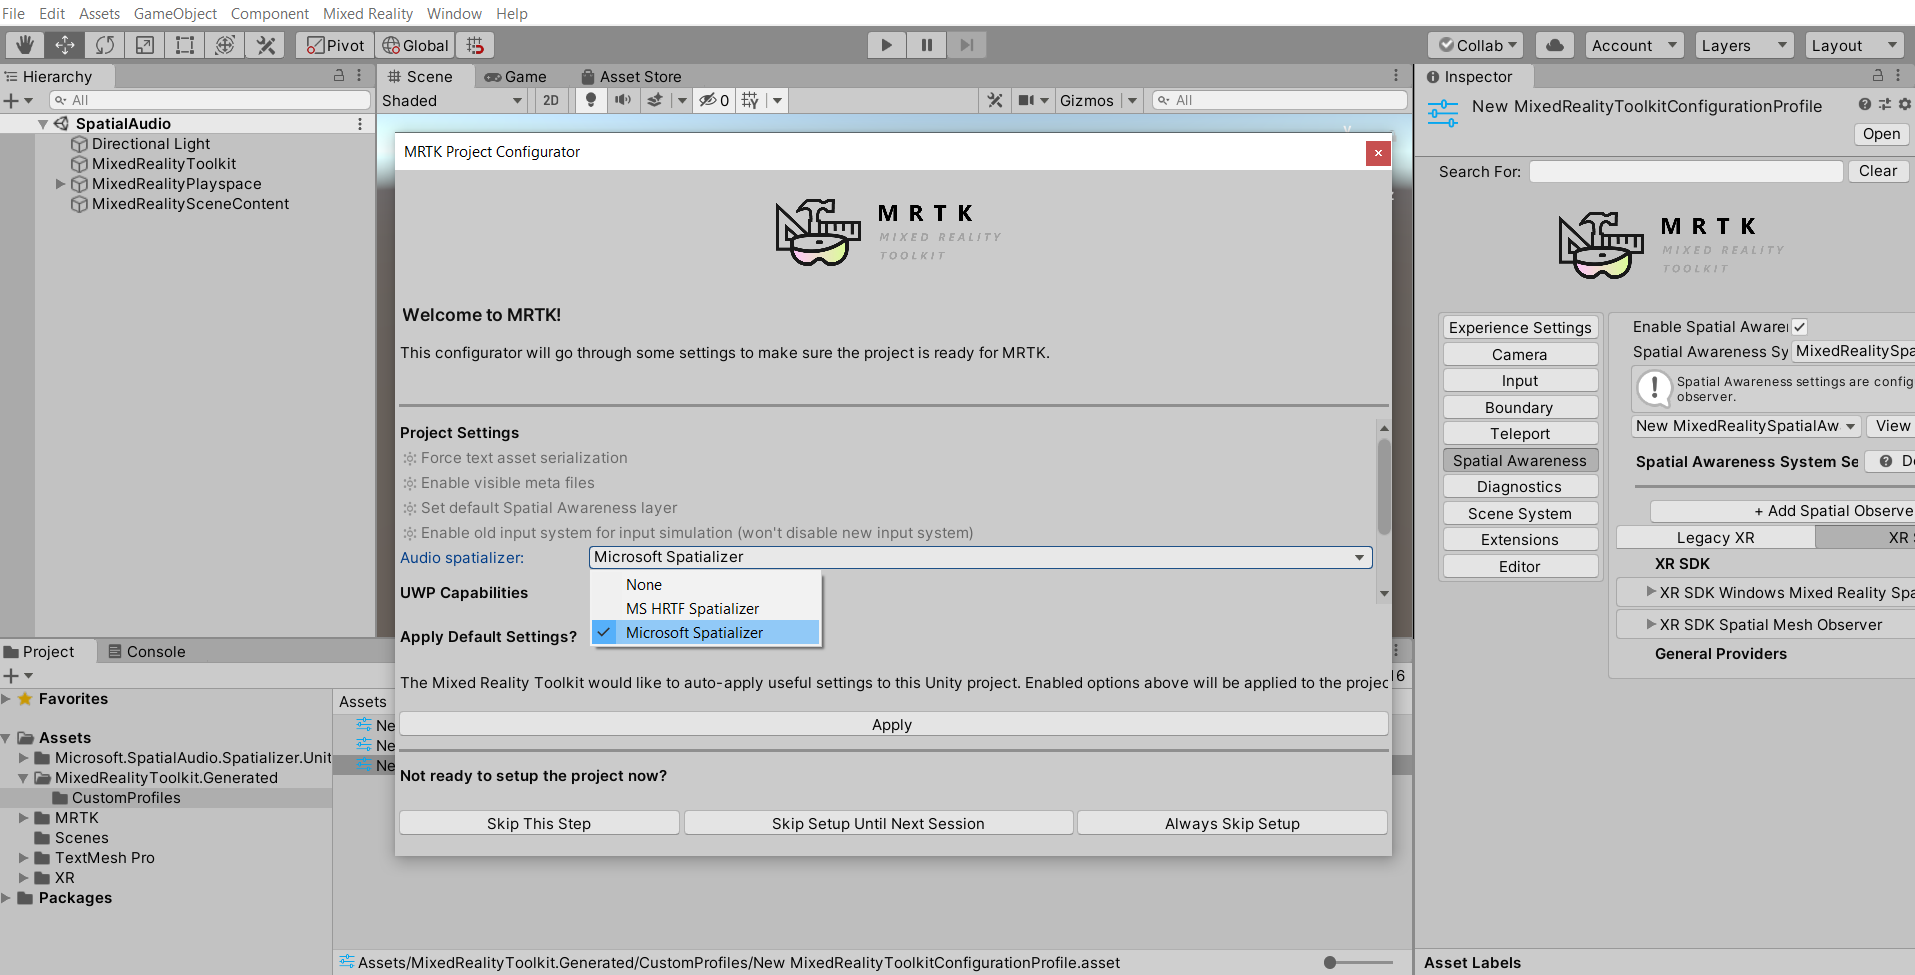 File Edit Assets GameObject Component Mixed Reality Window Help
Pivot Global Collab Account Layers Layout
Hierarchy
All
SpatialAudio
Directional Light
MixedRealityToolkit
MixedRealityPlayspace
MixedRealitySceneContent
Scene Game Asset Store
Shaded 2D 0 Gizmos All
MRTK Project Configurator
MRTK
MIXED REALITY
TOOLKIT
Welcome to MRTK!
This configurator will go through some settings to make sure the project is ready for MRTK.
Project Settings
Force text asset serialization
Enable visible meta files
Set default Spatial Awareness layer
Enable old input system for input simulation (won't disable new input system)
Audio spatializer: Microsoft Spatializer
None
MS HRTF Spatializer
Microsoft Spatializer
UWP Capabilities
Apply Default Settings?
The Mixed Reality Toolkit would like to auto-apply useful settings to this Unity project. Enabled options above will be applied to the projec
Apply
Not ready to setup the project now?
Skip This Step Skip Setup Until Next Session Always Skip Setup
Inspector
New MixedRealityToolkitConfigurationProfile
Open
Search For: Clear
MRTK
MIXED REALITY
TOOLKIT
Experience Settings
Camera
Input
Boundary
Teleport
Spatial Awareness
Diagnostics
Scene System
Extensions
Editor
Enable Spatial Awarei
Spatial Awareness Sy MixedRealitySpa
Spatial Awareness settings are config
observer.
New MixedRealitySpatialAw View
Spatial Awareness System Se D
+ Add Spatial Observe
Legacy XR XR S
XR SDK
XR SDK Windows Mixed Reality Spa
XR SDK Spatial Mesh Observer
General Providers
Project Console
Favorites
Assets
Microsoft.SpatialAudio.Spatializer.Unit
MixedRealityToolkit.Generated
CustomProfiles
MRTK
Scenes
TextMesh Pro
XR
Packages
Assets
Ne
Ne
Ne
16
Assets/MixedRealityToolkit.Generated/CustomProfiles/New MixedRealityToolkitConfigurationProfile.asset
Asset Labels